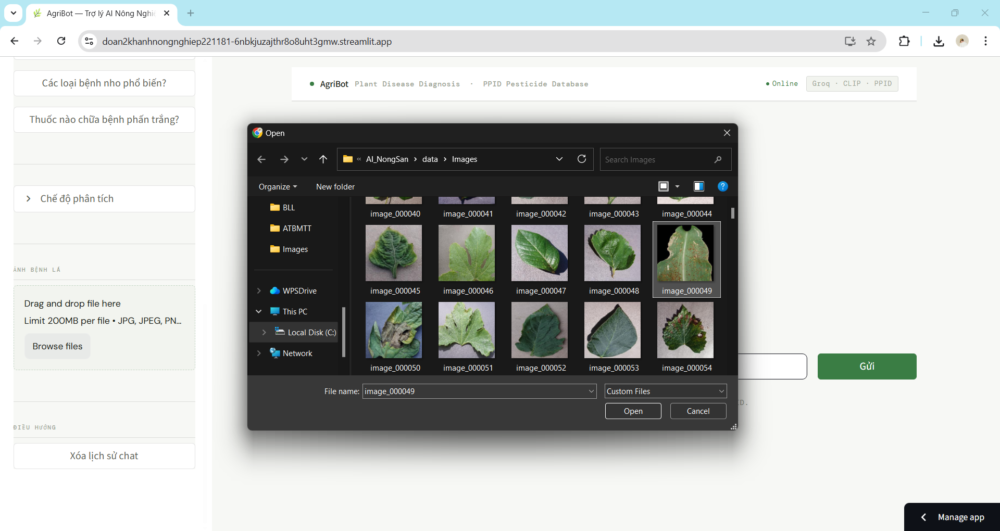 AgriBot — Trợ lý AI Nông Nghiệ
doan2khanhnongnghiep221181-6nbkjuzajthr8o8uht3gmw.streamlit.app
Các loại bệnh nho phổ biến?
Thuốc nào chữa bệnh phấn trắng?
Chế độ phân tích
ẢNH BỆNH LÁ
Drag and drop file here
Limit 200MB per file • JPG, JPEG, PN...
Browse files
ĐIỀU HƯỚNG
Xóa lịch sử chat
AgriBot Plant Disease Diagnosis · PPID Pesticide Database
Online
Groq · CLIP · PPID
Open
« AI_NongSan > data > Images
Search Images
Organize
New folder
BLL
ATBMTT
Images
WPSDrive
This PC
Local Disk (C:)
Network
image_000040 image_000041 image_000042 image_000043 image_000044
image_000045 image_000046 image_000047 image_000048 image_000049
image_000050 image_000051 image_000052 image_000053 image_000054
File name: image_000049
Custom Files
Open
Cancel
Gửi
ID.
Manage app